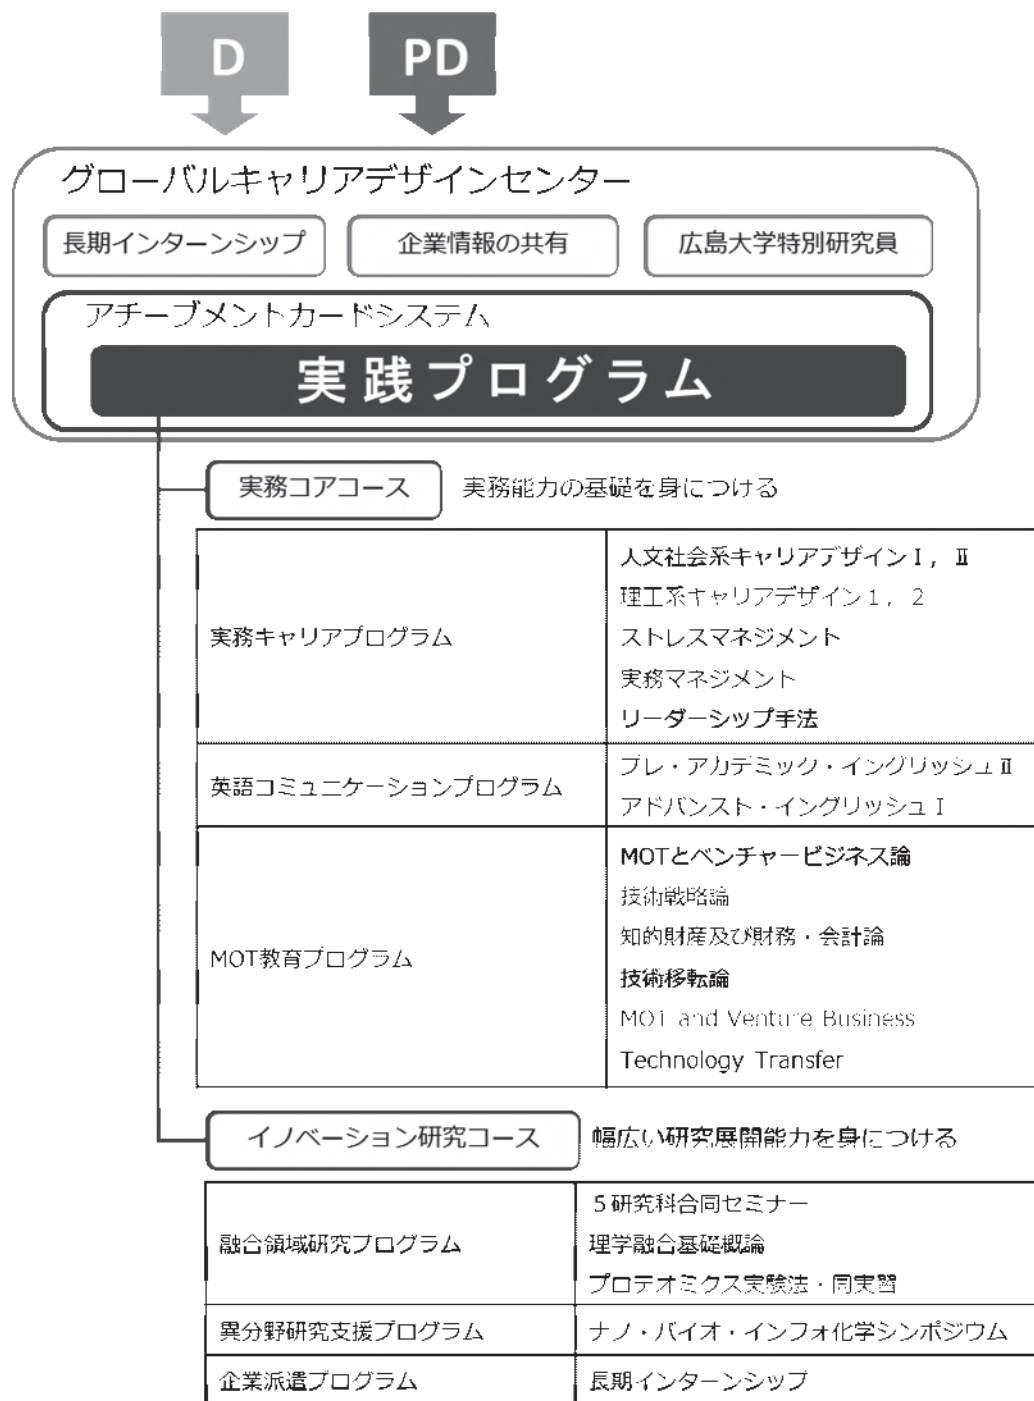 D
PD
グローバルキャリアデザインセンター
長期インターンシップ
企業情報の共有
広島大学特別研究員
アチーブメントカードシステム
実践プログラム
実務コアコース
実務能力の基礎を身につける
実務キャリアプログラム
人文社会系キャリアデザインⅠ，Ⅱ
理工系キャリアデザイン１，２
ストレスマネジメント
実務マネジメント
リーダーシップ手法
英語コミュニケーションプログラム
プレ・アカデミック・イングリッシュⅡ
アドバンスト・イングリッシュⅠ
MOT教育プログラム
MOTとベンチャービジネス論
技術戦略論
知的財産及び財務・会計論
技術移転論
MOT and Venture Business
Technology Transfer
イノベーション研究コース
幅広い研究展開能力を身につける
融合領域研究プログラム
５研究科合同セミナー
理学融合基礎概論
プロテオミクス実験法・同実習
異分野研究支援プログラム
ナノ・バイオ・インフォ化学シンポジウム
企業派遣プログラム
長期インターンシップ